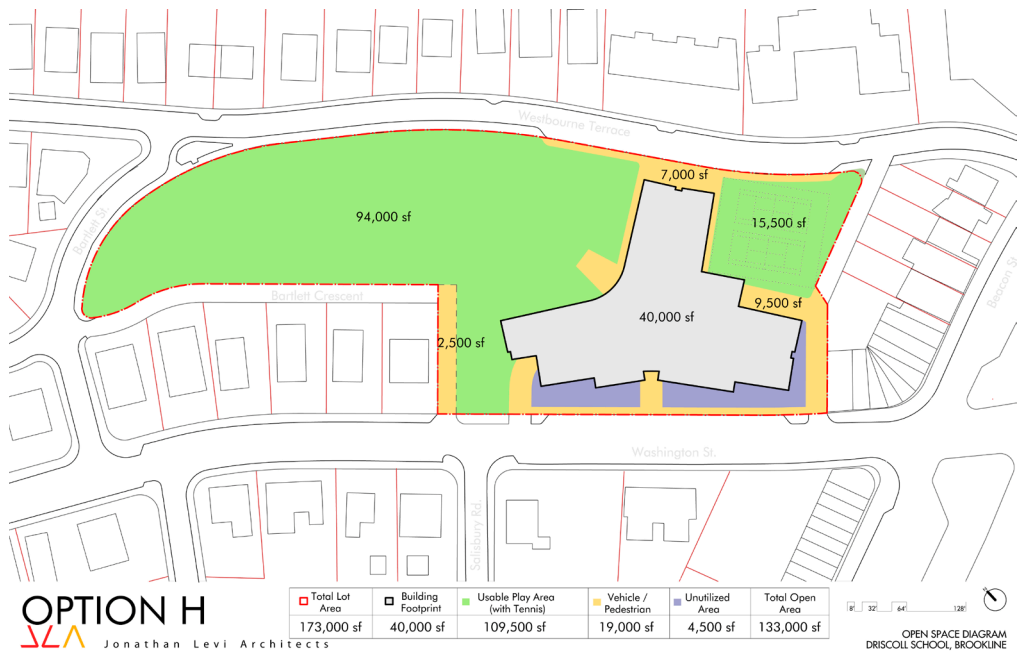 Westbourne Terrace
7,000 sf
94,000 sf
15,500 sf
Bartlett St.
Bartlett Crescent
9,500 sf
40,000 sf
2,500 sf
Beacon S
Washington St.
Salisbury Rd.
OPTION H
Jonathan Levi Architects
Total Lot Area
Building Footprint
Usable Play Area (with Tennis)
Vehicle / Pedestrian
Unutilized Area
Total Open Area
173,000 sf
40,000 sf
109,500 sf
19,000 sf
4,500 sf
133,000 sf
8' 32' 64' 128'
OPEN SPACE DIAGRAM
DRISCOLL SCHOOL, BROOKLINE